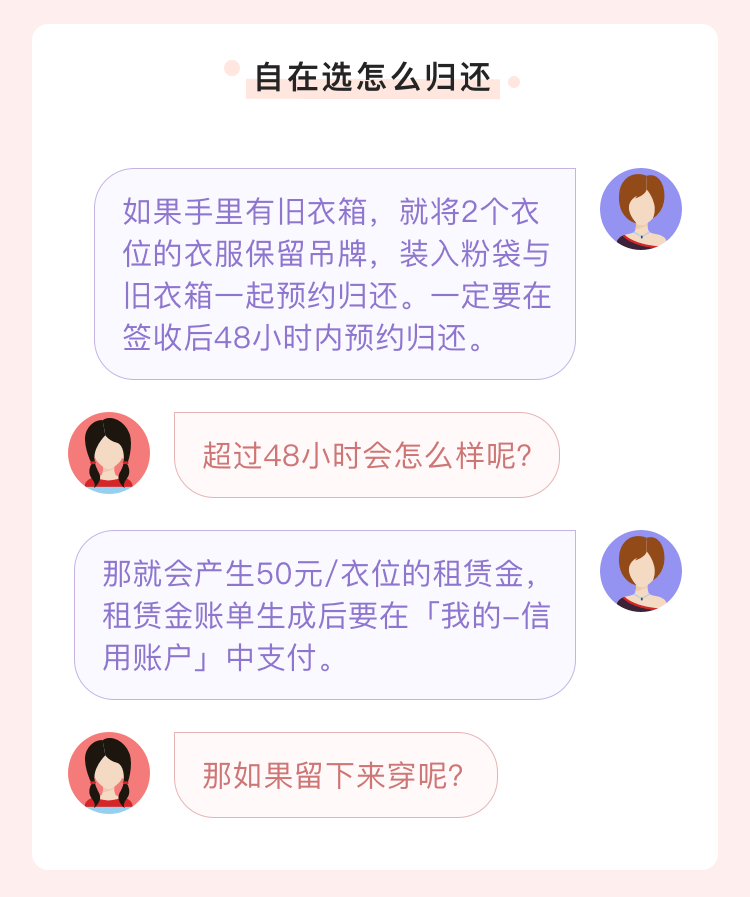 自在选怎么归还
如果手里有旧衣箱，就将2个衣
位的衣服保留吊牌，装入粉袋与
旧衣箱一起预约归还。一定要在
签收后48小时内预约归还。
超过48小时会怎么样呢?
那就会产生50元/衣位的租赁金，
租赁金账单生成后要在「我的-信
用账户」中支付。
那如果留下来穿呢?